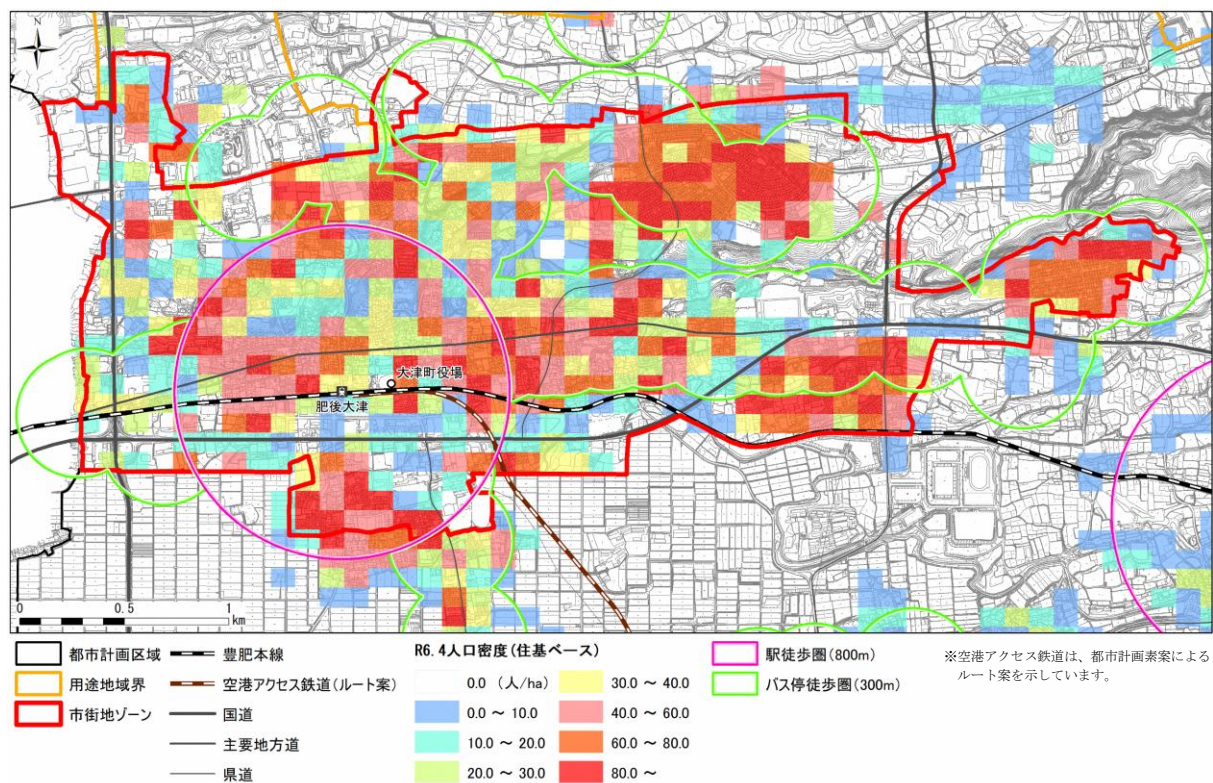 N
大津町役場
肥後大津
0 0.5 1
km
都市計画区域
用途地域界
市街地ゾーン
豊肥本線
空港アクセス鉄道(ルート案)
国道
主要地方道
県道
R6.4人口密度(住基ベース)
0.0 (人/ha)
0.0 ～ 10.0
10.0 ～ 20.0
20.0 ～ 30.0
30.0 ～ 40.0
40.0 ～ 60.0
60.0 ～ 80.0
80.0 ～
駅徒歩圏(800m)
バス停徒歩圏(300m)
※空港アクセス鉄道は、都市計画素案による
ルート案を示しています。